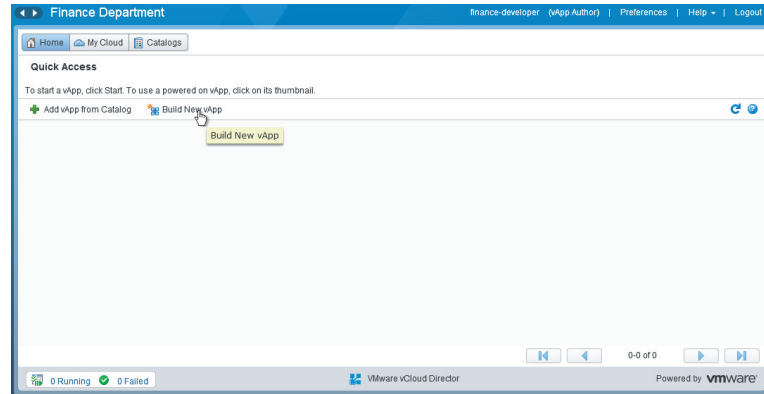 Finance Department
finance-developer (vApp Author) | Preferences | Help | Logout
Home My Cloud Catalogs
Quick Access
To start a vApp, click Start. To use a powered on vApp, click on its thumbnail.
Add vApp from Catalog Build New vApp
Build New vApp
0-0 of 0
0 Running 0 Failed VMware vCloud Director Powered by vmware